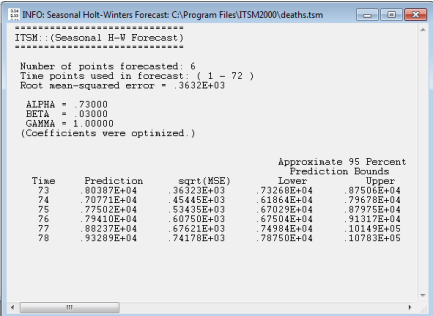 INFO: Seasonal Holt-Winters Forecast: C:\Program Files\ITSM2000\deaths.tsm
==============================
ITSM::(Seasonal H-W Forecast)
==============================
Number of points forecasted: 6
Time points used in forecast: ( 1 - 72 )
Root mean-squared error = .3632E+03
ALPHA = .73000
BETA = .03000
GAMMA = 1.00000
(Coefficients were optimized.)
Approximate 95 Percent
Prediction Bounds
Time Prediction sqrt(MSE) Lower Upper
73 .80387E+04 .36323E+03 .73268E+04 .87506E+04
74 .70771E+04 .45445E+03 .61864E+04 .79678E+04
75 .77502E+04 .53435E+03 .67029E+04 .87975E+04
76 .79410E+04 .60750E+03 .67504E+04 .91317E+04
77 .88237E+04 .67621E+03 .74984E+04 .10149E+05
78 .93289E+04 .74178E+03 .78750E+04 .10783E+05